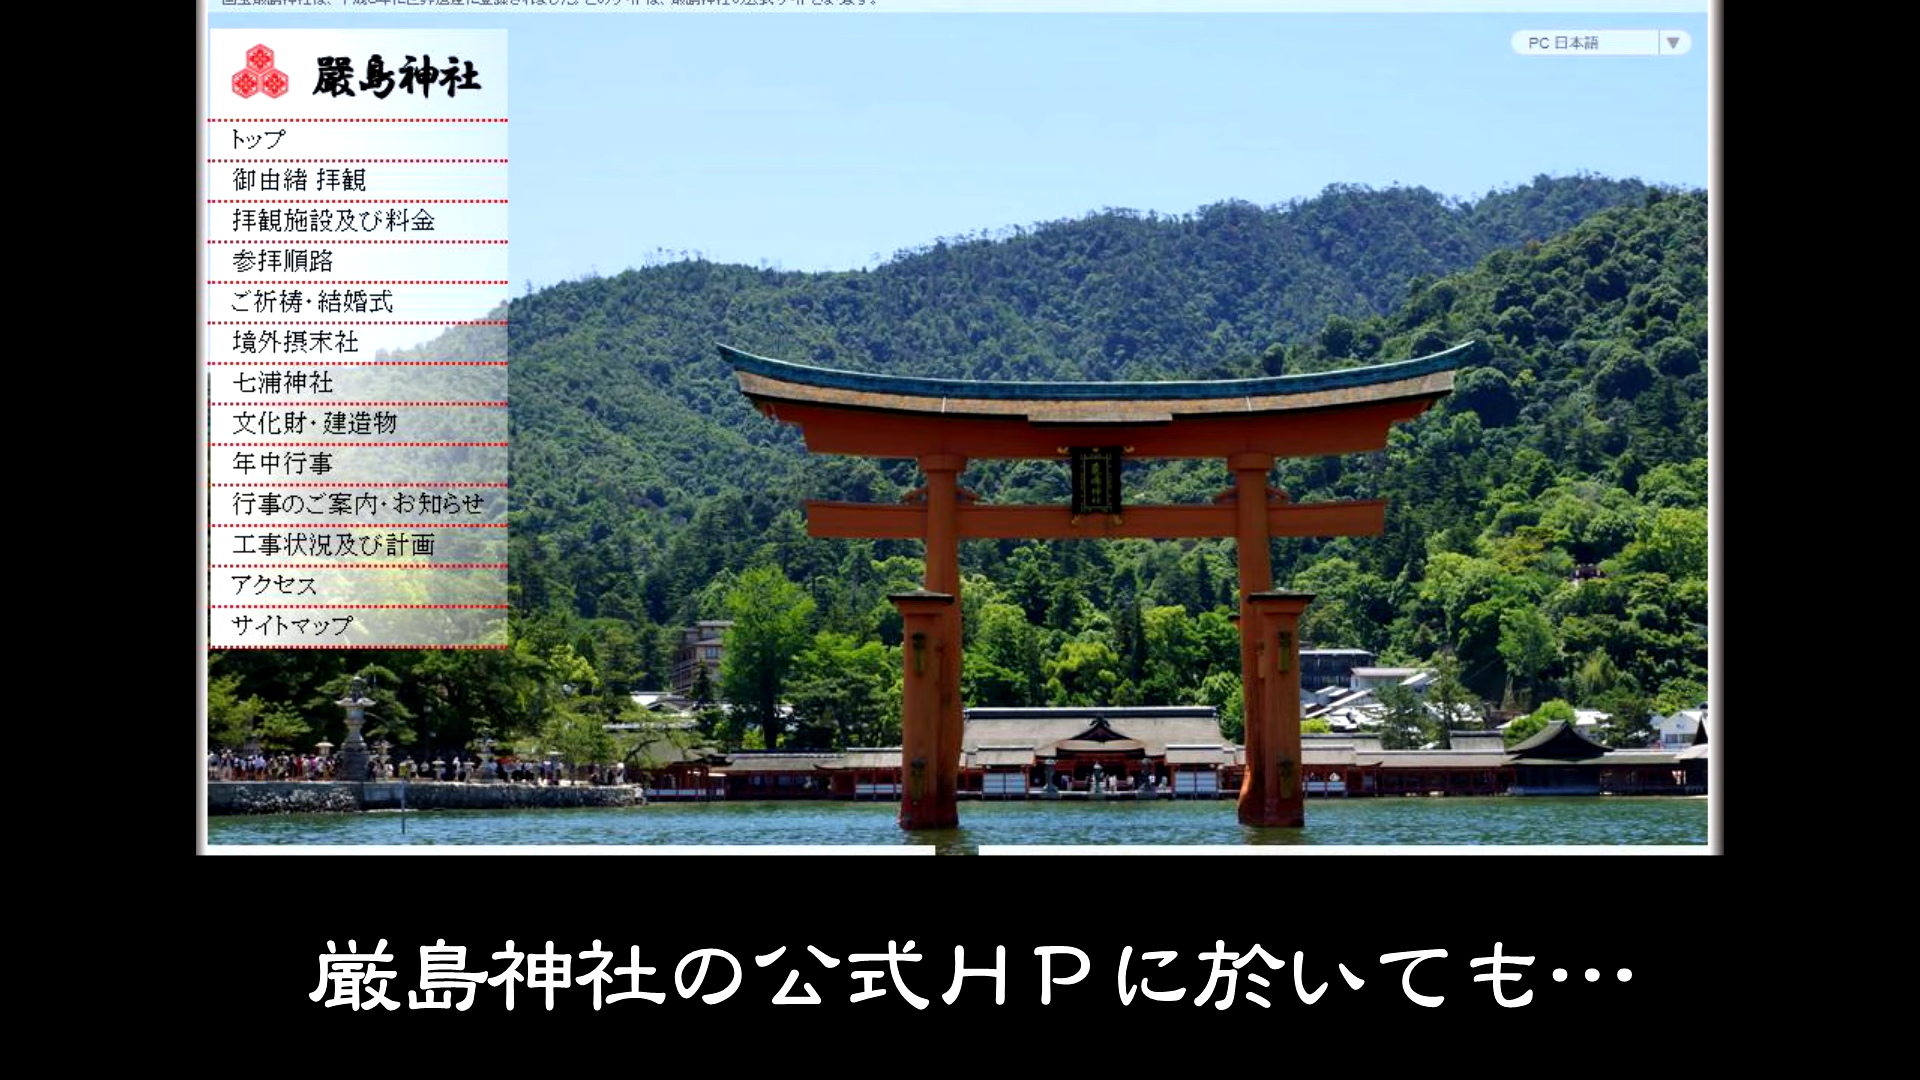 PC 日本語
嚴島神社
トップ
御由緒 拝観
拝観施設及び料金
参拝順路
ご祈祷・結婚式
境外摂末社
七浦神社
文化財・建造物
年中行事
行事のご案内・お知らせ
工事状況及び計画
アクセス
サイトマップ
厳島神社の公式ＨＰに於いても…